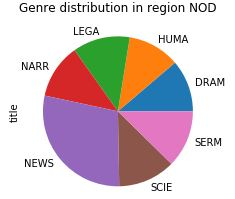 Genre distribution in region NOD
LEGA
HUMA
NARR
DRAM
title
NEWS
SERM
SCIE